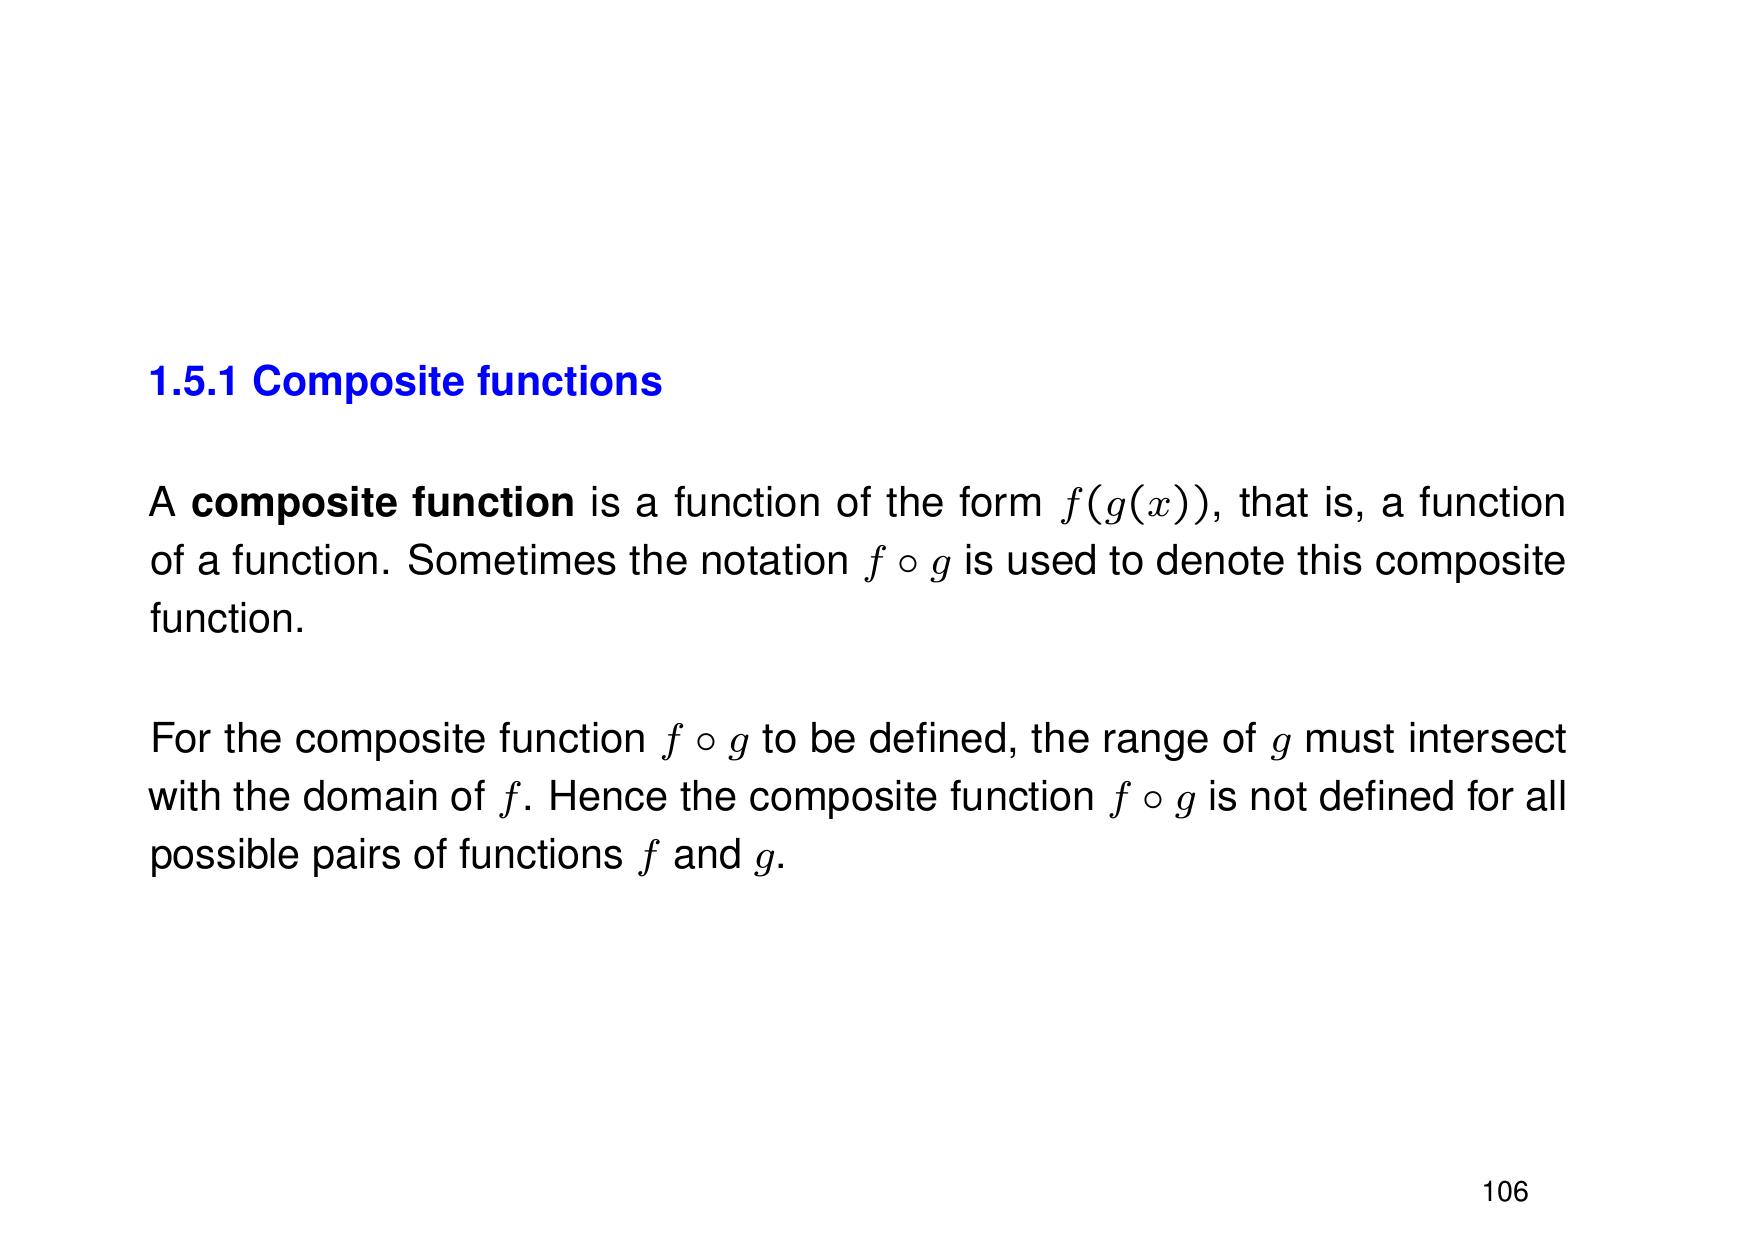 1.5.1 Composite functions
A composite function is a function of the form f(g(x)), that is, a function
of a function. Sometimes the notation f ∘ g is used to denote this composite
function.
For the composite function f ∘ g to be defined, the range of g must intersect
with the domain of f. Hence the composite function f ∘ g is not defined for all
possible pairs of functions f and g.
106